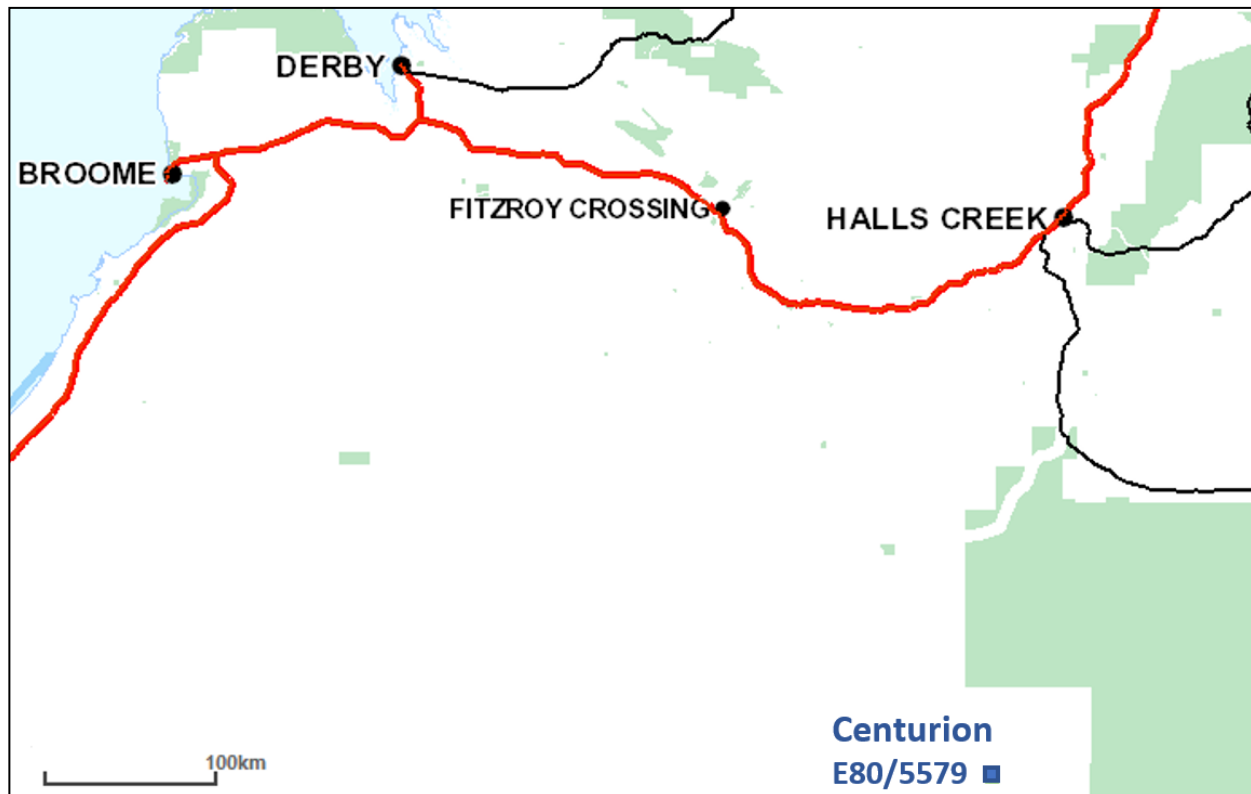 DERBY
BROOME
FITZROY CROSSING
HALLS CREEK
Centurion
E80/5579
100km